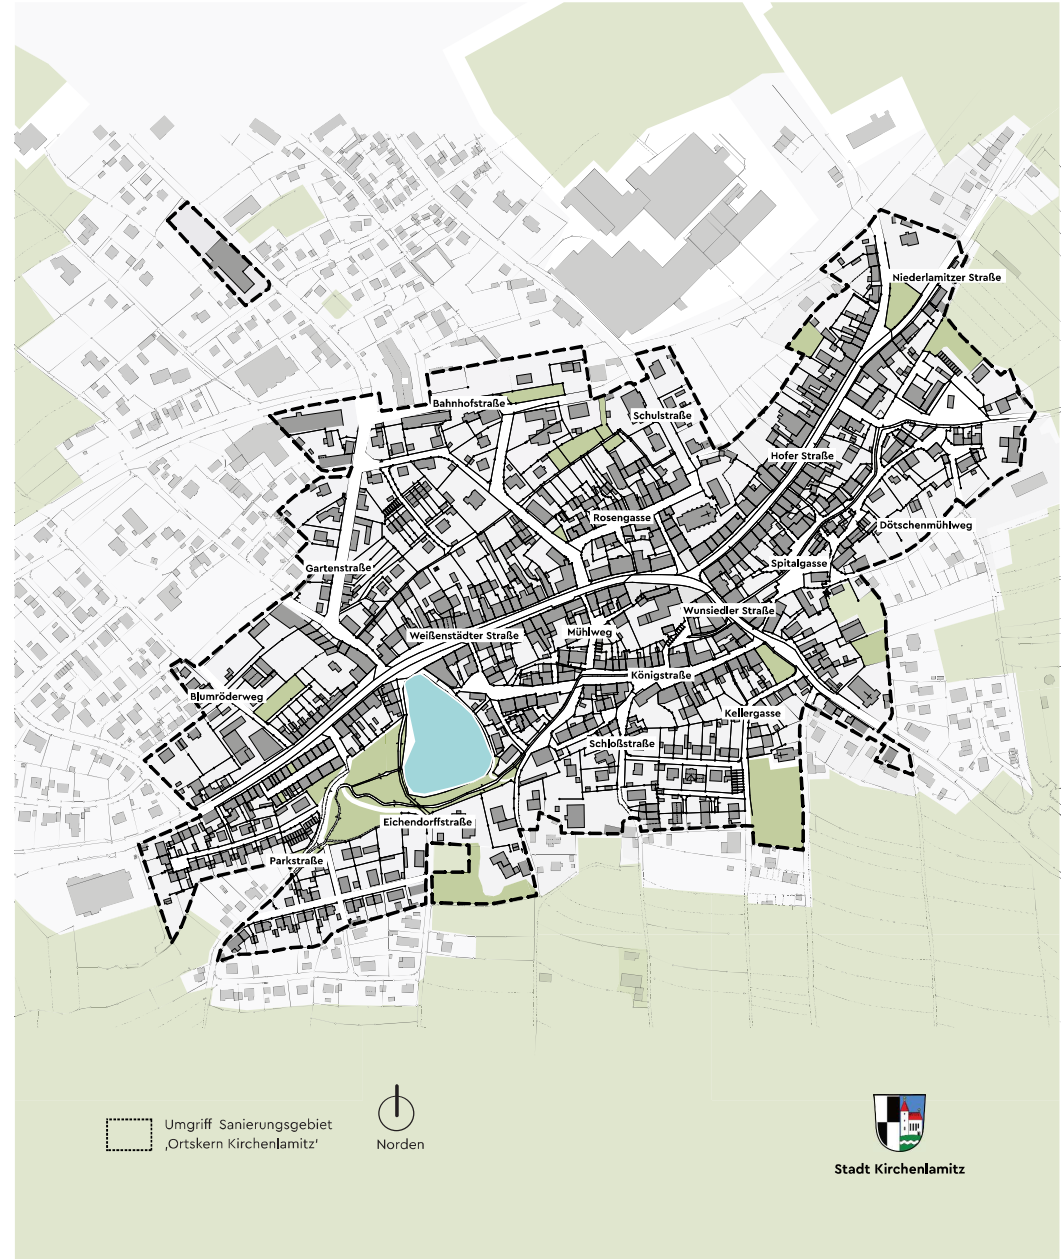 Niederlamitzer Straße
Bahnhofstraße
Schulstraße
Hofer Straße
Rosengasse
Dötschenmühlweg
Gartenstraße
Spitalgasse
Wunsiedler Straße
Weißenstädter Straße
Mühlweg
Königstraße
Blumröderweg
Kellergasse
Schloßstraße
Eichendorffstraße
Parkstraße
Umgriff Sanierungsgebiet
‚Ortskern Kirchenlamitz‘
Norden
Stadt Kirchenlamitz